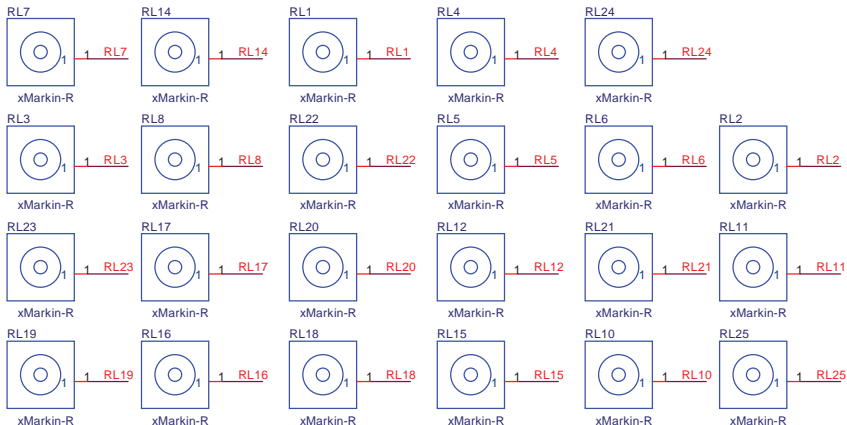 RL7 RL14 RL1 RL4 RL24
1 1 RL7 1 1 RL14 1 1 RL1 1 1 RL4 1 1 RL24
xMarkin-R xMarkin-R xMarkin-R xMarkin-R xMarkin-R
RL3 RL8 RL22 RL5 RL6 RL2
1 1 RL3 1 1 RL8 1 1 RL22 1 1 RL5 1 1 RL6 1 1 RL2
xMarkin-R xMarkin-R xMarkin-R xMarkin-R xMarkin-R xMarkin-R
RL23 RL17 RL20 RL12 RL21 RL11
1 1 RL23 1 1 RL17 1 1 RL20 1 1 RL12 1 1 RL21 1 1 RL11
xMarkin-R xMarkin-R xMarkin-R xMarkin-R xMarkin-R xMarkin-R
RL19 RL16 RL18 RL15 RL10 RL25
1 1 RL19 1 1 RL16 1 1 RL18 1 1 RL15 1 1 RL10 1 1 RL25
xMarkin-R xMarkin-R xMarkin-R xMarkin-R xMarkin-R xMarkin-R